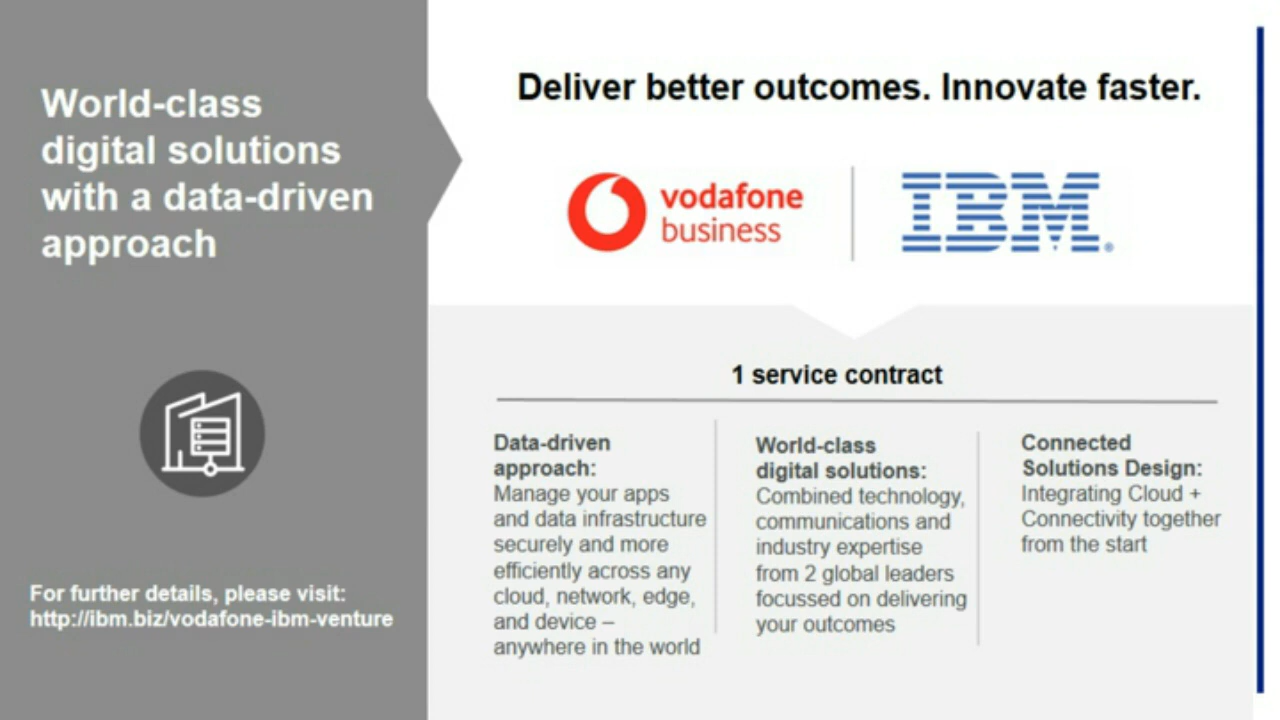 World-class
digital solutions
with a data-driven
approach
For further details, please visit:
http://ibm.biz/vodafone-ibm-venture
Deliver better outcomes. Innovate faster.
vodafone
business
IBM®
1 service contract
Data-driven
approach:
Manage your apps
and data infrastructure
securely and more
efficiently across any
cloud, network, edge,
and device –
anywhere in the world
World-class
digital solutions:
Combined technology,
communications and
industry expertise
from 2 global leaders
focussed on delivering
your outcomes
Connected
Solutions Design:
Integrating Cloud +
Connectivity together
from the start